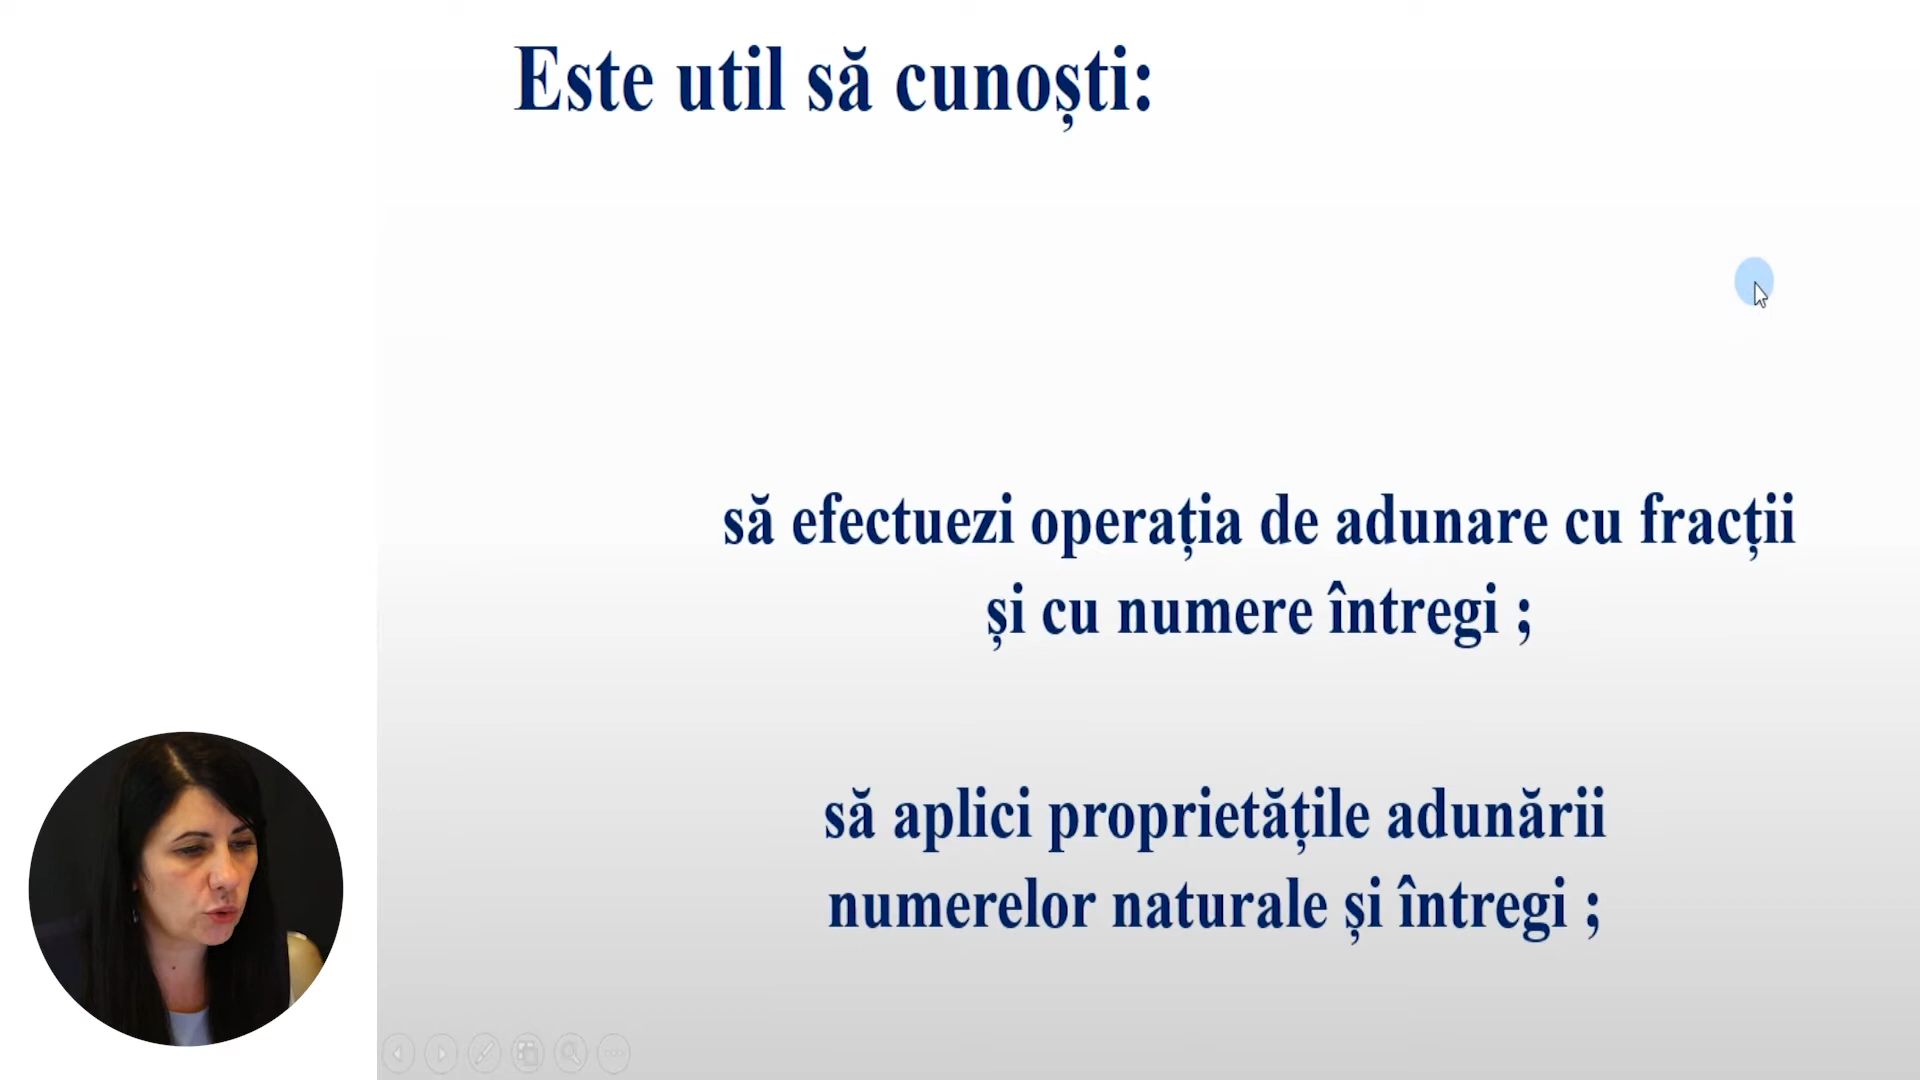 Este util să cunoști:
să efectuezi operația de adunare cu fracții
și cu numere întregi ;
să aplici proprietățile adunării
numerelor naturale și întregi ;